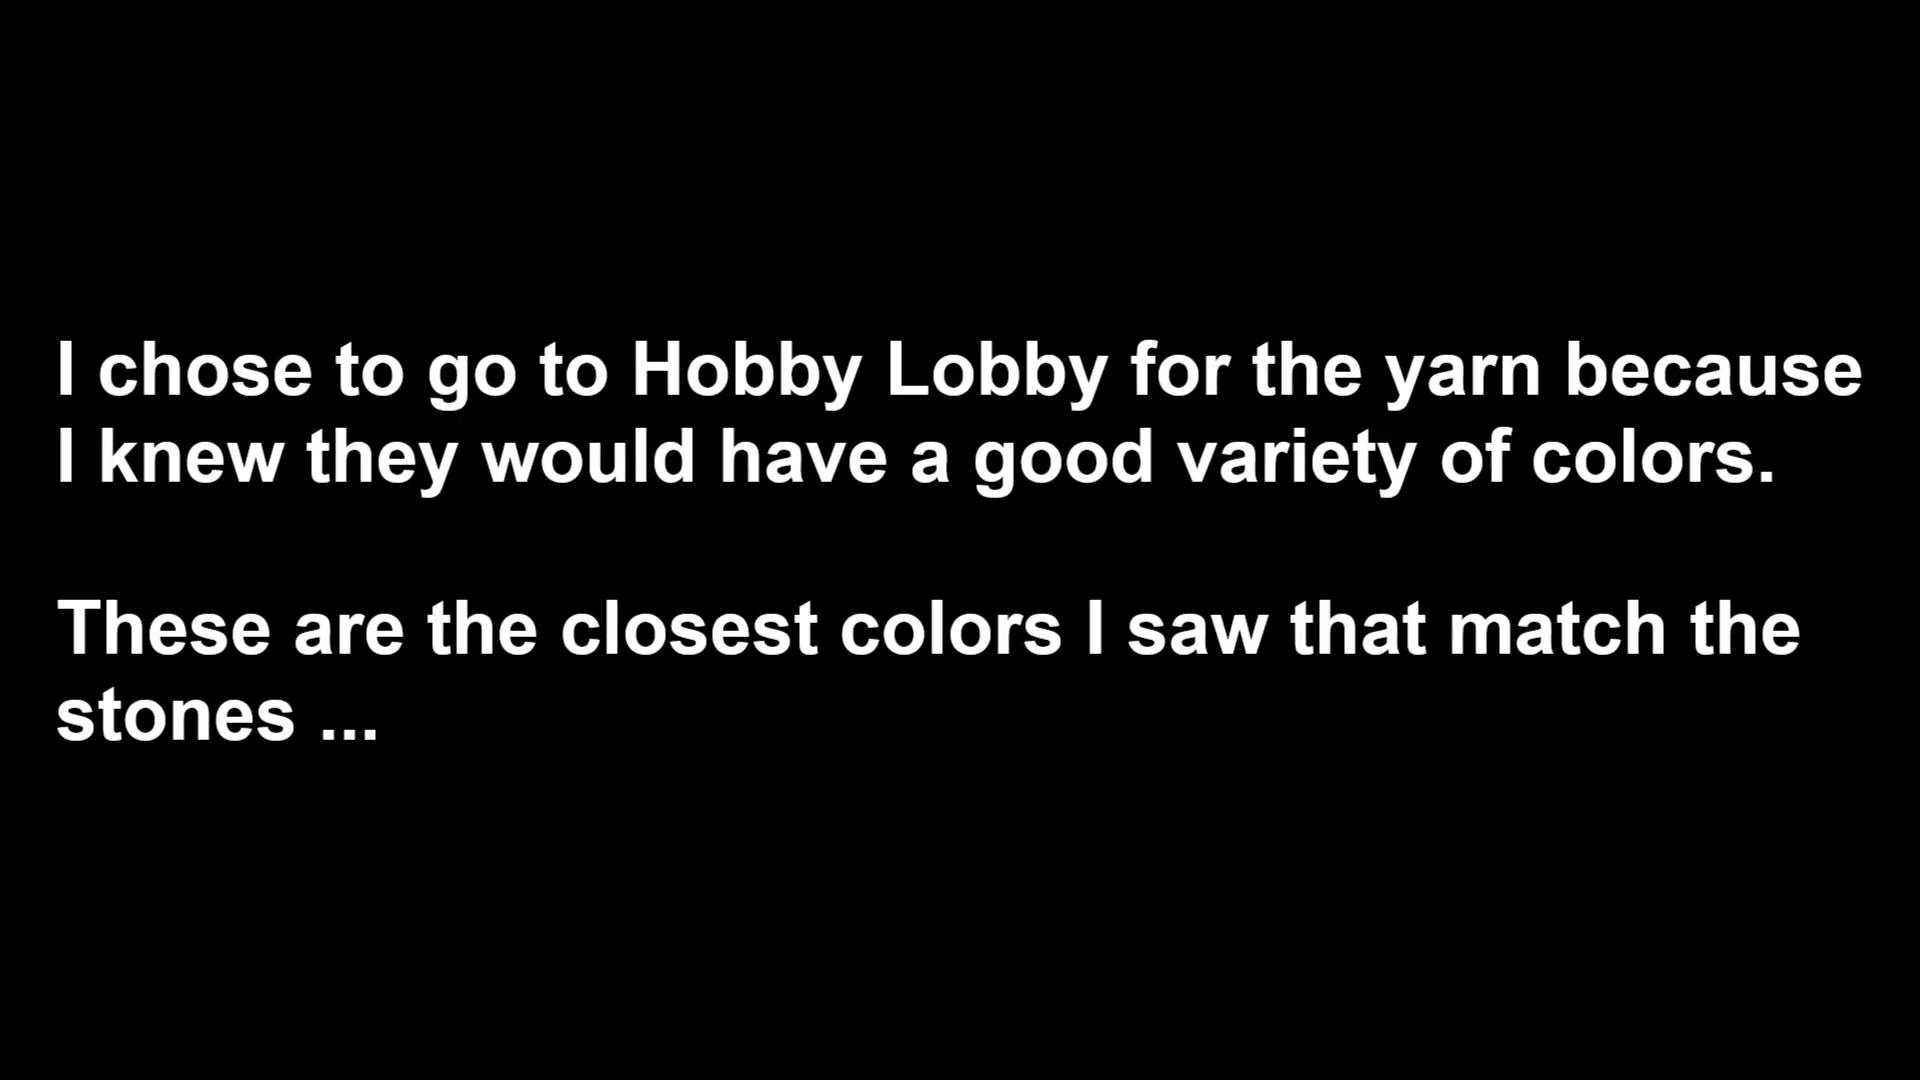 I chose to go to Hobby Lobby for the yarn because
I knew they would have a good variety of colors.
These are the closest colors I saw that match the
stones ...